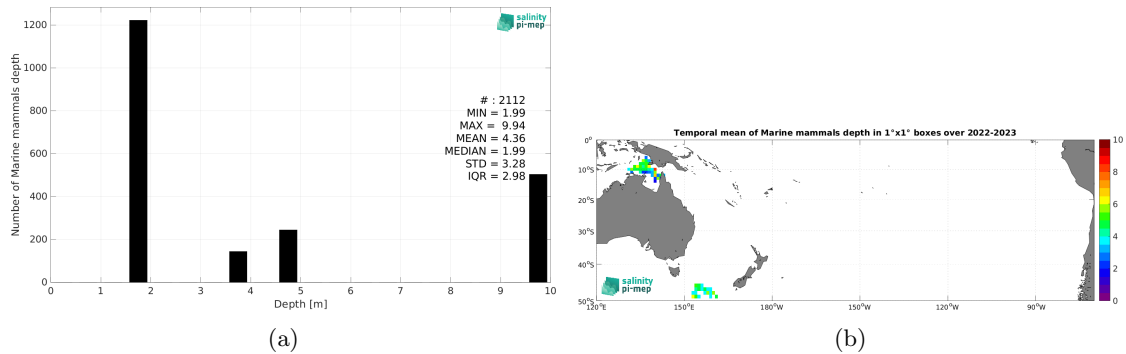 salinity
pi-mep
1200
1000
800
600
400
200
0
Number of Marine mammals depth
# : 2112
MIN = 1.99
MAX = 9.94
MEAN = 4.36
MEDIAN = 1.99
STD = 3.28
IQR = 2.98
0 1 2 3 4 5 6 7 8 9 10
Depth [m]
(a)
Temporal mean of Marine mammals depth in 1°x1° boxes over 2022-2023
0°
10°S
20°S
30°S
40°S
50°S
120°E 150°E 180°W 150°W 120°W 90°W
salinity
pi-mep
10
8
6
4
2
0
(b)